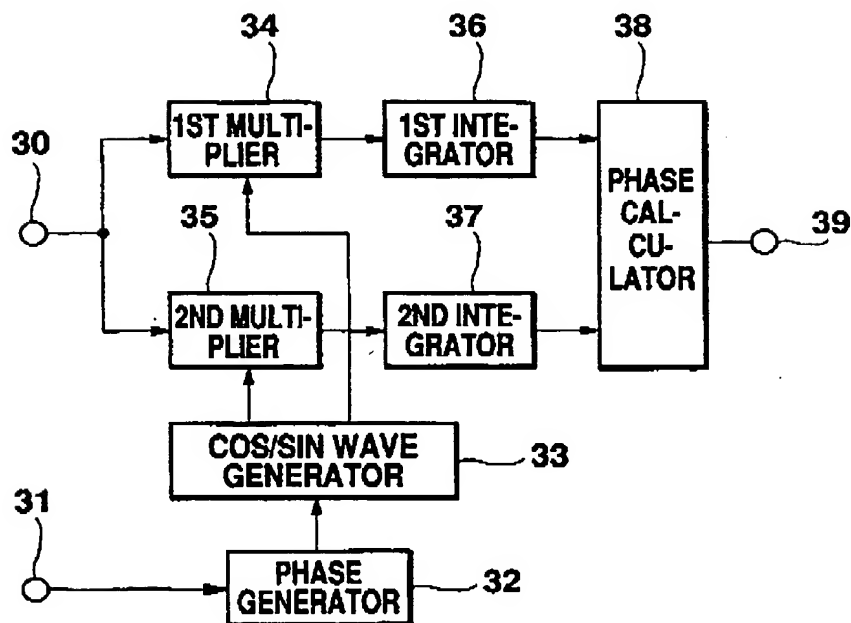 34
36
38
1ST MULTI-
PLIER
1ST INTE-
GRATOR
30
PHASE
CAL-
CU-
LATOR
35
37
39
2ND MULTI-
PLIER
2ND INTE-
GRATOR
COS/SIN WAVE
GENERATOR
33
31
PHASE
GENERATOR
32